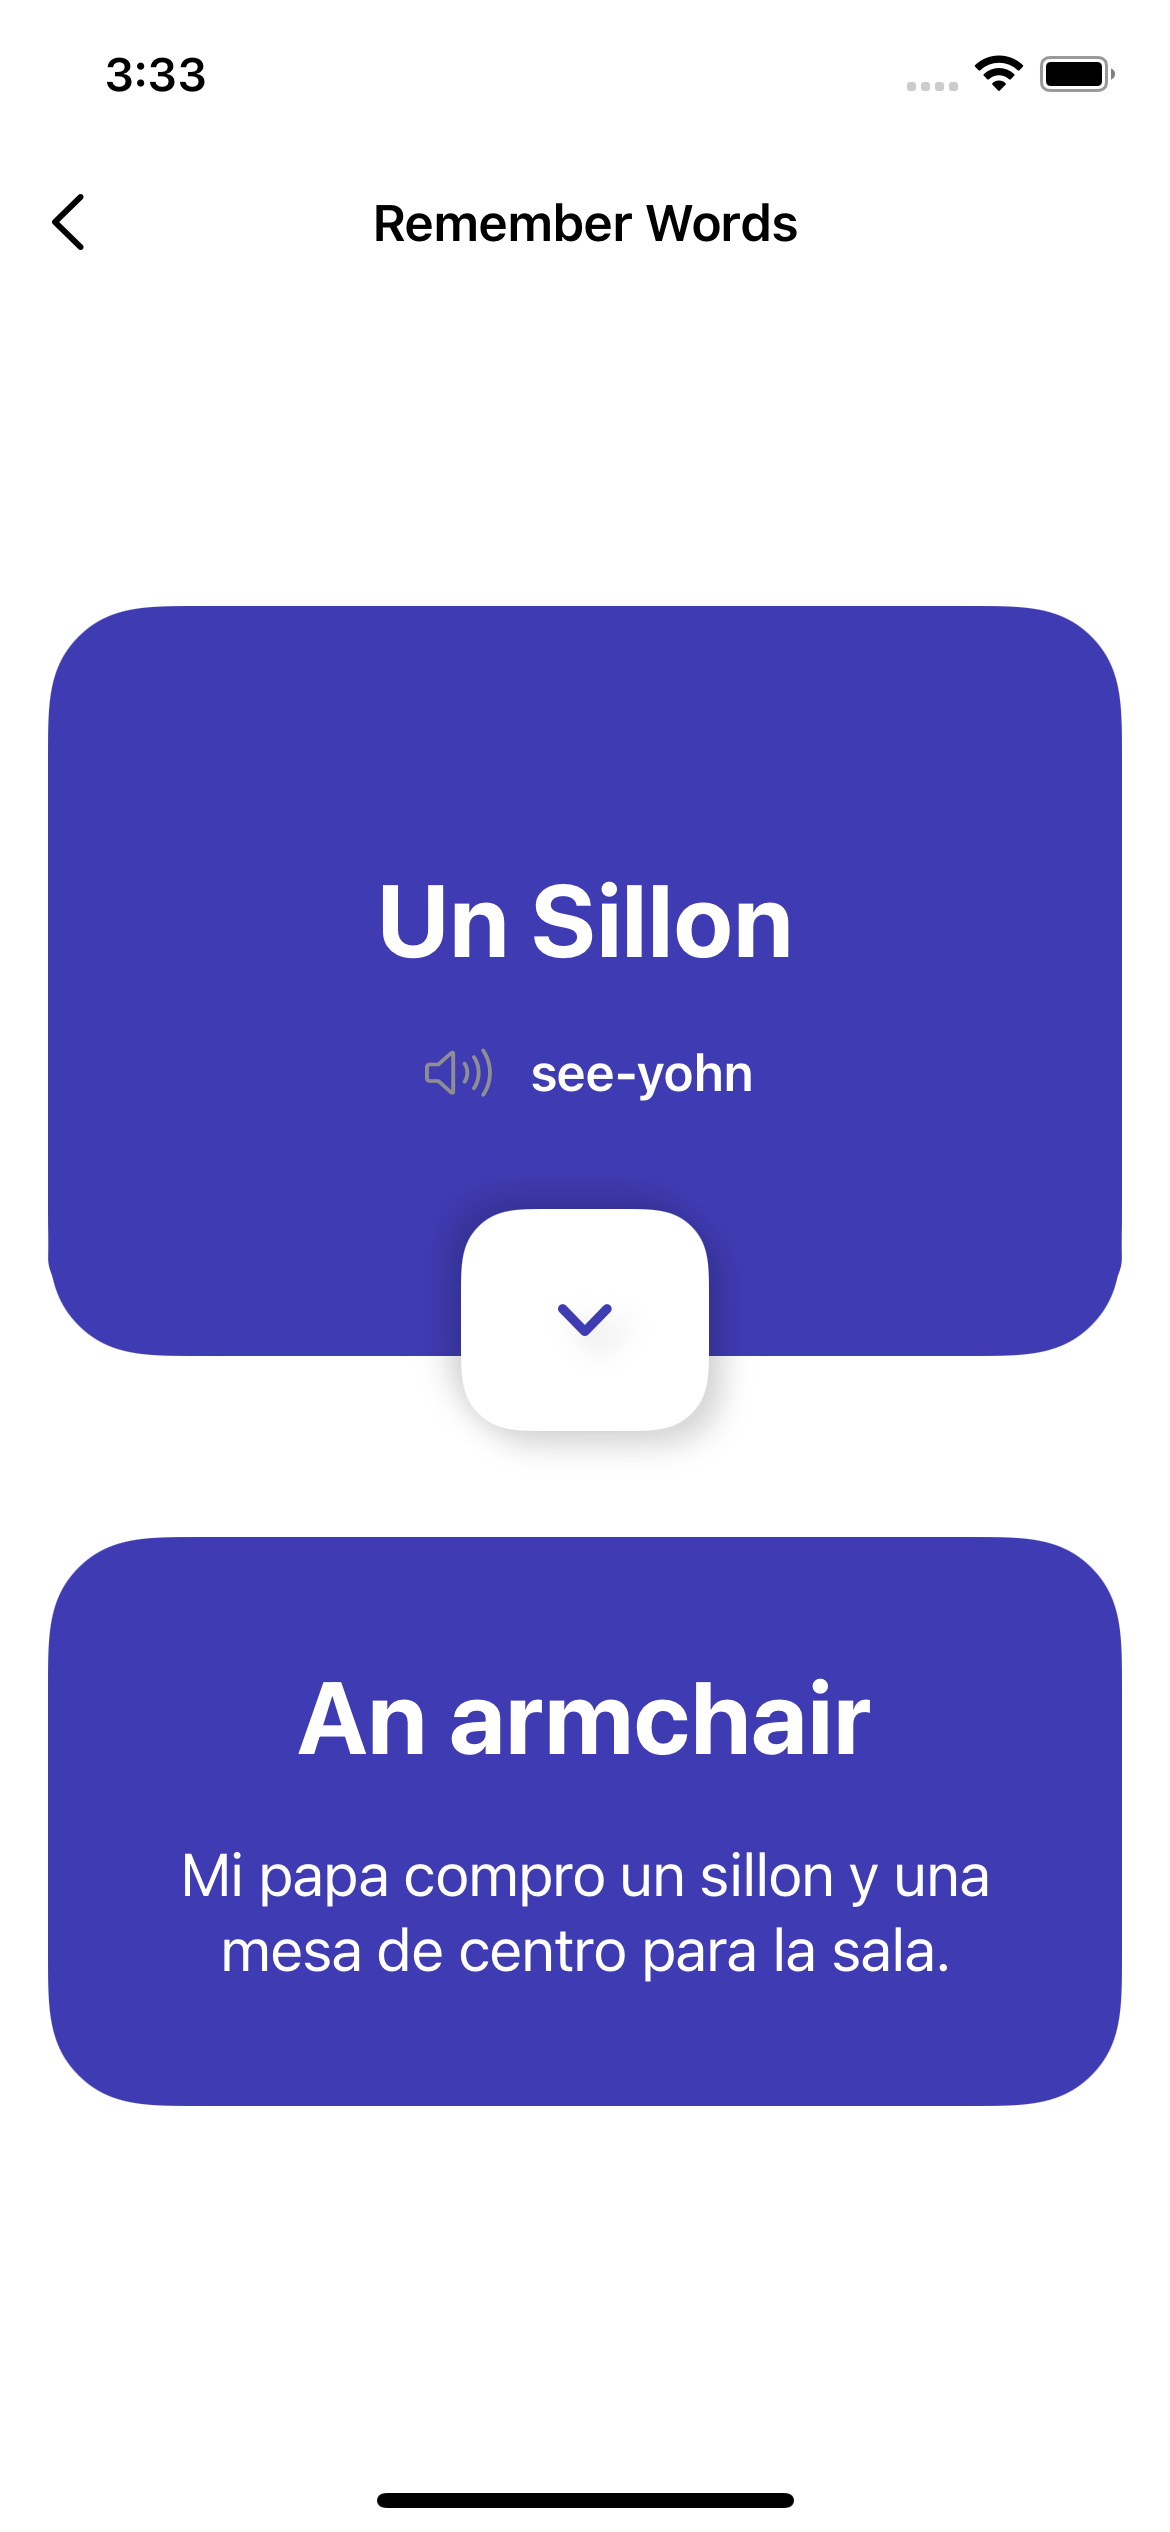 3:33
Remember Words
Un Sillon
see-yohn
An armchair
Mi papa compro un sillon y una
mesa de centro para la sala.